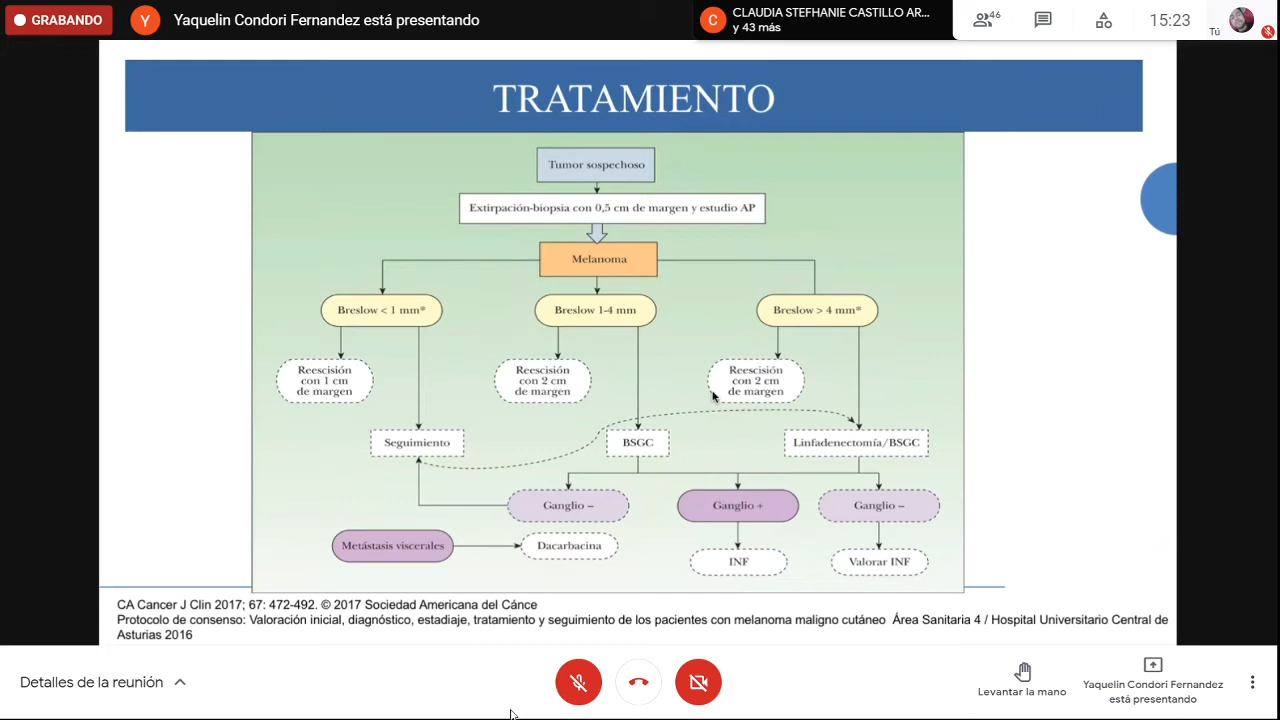 GRABANDO
Y
Yaquelin Condori Fernandez está presentando
C
CLAUDIA STEFHANIE CASTILLO AR...
y 43 más
46
15:23
Tú
TRATAMIENTO
Tumor sospechoso
Extirpación-biopsia con 0,5 cm de margen y estudio AP
Melanoma
Breslow < 1 mm*
Breslow 1-4 mm
Breslow > 4 mm*
Reescisión
con 1 cm
de margen
Reescisión
con 2 cm
de margen
Reescisión
con 2 cm
de margen
Seguimiento
BSGC
Linfadenectomía/BSGC
Ganglio –
Ganglio +
Ganglio –
Metástasis viscerales
Dacarbacina
INF
Valorar INF
CA Cancer J Clin 2017; 67: 472-492. © 2017 Sociedad Americana del Cánce
Protocolo de consenso: Valoración inicial, diagnóstico, estadiaje, tratamiento y seguimiento de los pacientes con melanoma maligno cutáneo Área Sanitaria 4 / Hospital Universitario Central de
Asturias 2016
Detalles de la reunión
Levantar la mano
Yaquelin Condori Fernandez
está presentando